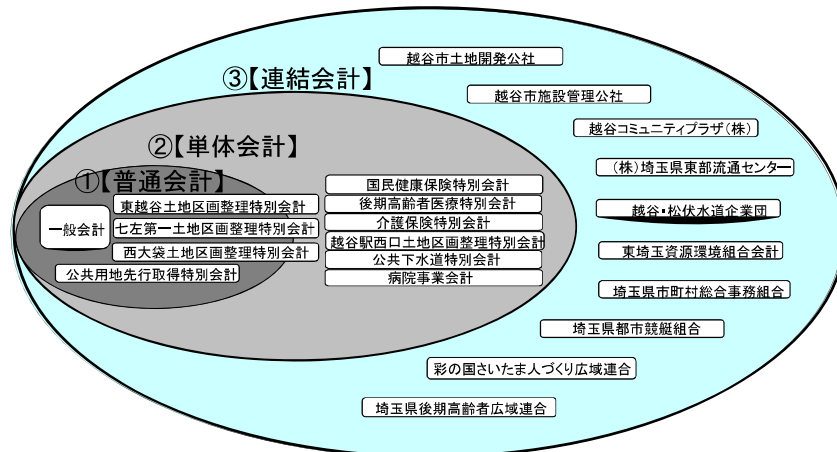 越谷市土地開発公社
③【連結会計】
越谷市施設管理公社
越谷コミュニティプラザ(株)
②【単体会計】
(株)埼玉県東部流通センター
①【普通会計】
国民健康保険特別会計
東越谷土地区画整理特別会計
後期高齢者医療特別会計
越谷・松伏水道企業団
一般会計
七左第一土地区画整理特別会計
介護保険特別会計
越谷駅西口土地区画整理特別会計
西大袋土地区画整理特別会計
東埼玉資源環境組合会計
公共下水道特別会計
公共用地先行取得特別会計
病院事業会計
埼玉県市町村総合事務組合
埼玉県都市競艇組合
彩の国さいたま人づくり広域連合
埼玉県後期高齢者広域連合